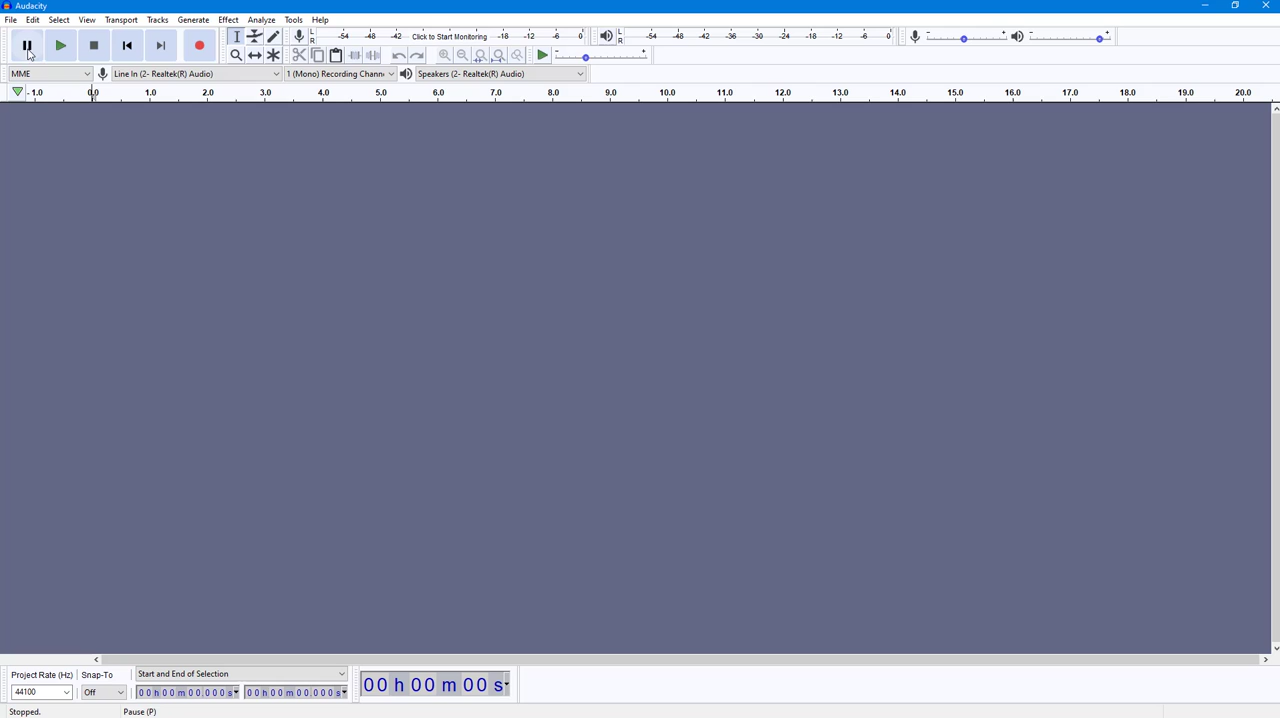 Audacity
File Edit Select View Transport Tracks Generate Effect Analyze Tools Help
L R -54 -48 -42 Click to Start Monitoring -18 -12 -6 0 L R -54 -48 -42 -36 -30 -24 -18 -12 -6 0 - + - +
- +
MME Line In (2- Realtek(R) Audio) 1 (Mono) Recording Chann Speakers (2- Realtek(R) Audio)
- 1.0 0.0 1.0 2.0 3.0 4.0 5.0 6.0 7.0 8.0 9.0 10.0 11.0 12.0 13.0 14.0 15.0 16.0 17.0 18.0 19.0 20.0
Project Rate (Hz) Snap-To Start and End of Selection
44100 Off 00 h 00 m 00.000 s 00 h 00 m 00.000 s 00 h 00 m 00 s
Stopped. Pause (P)